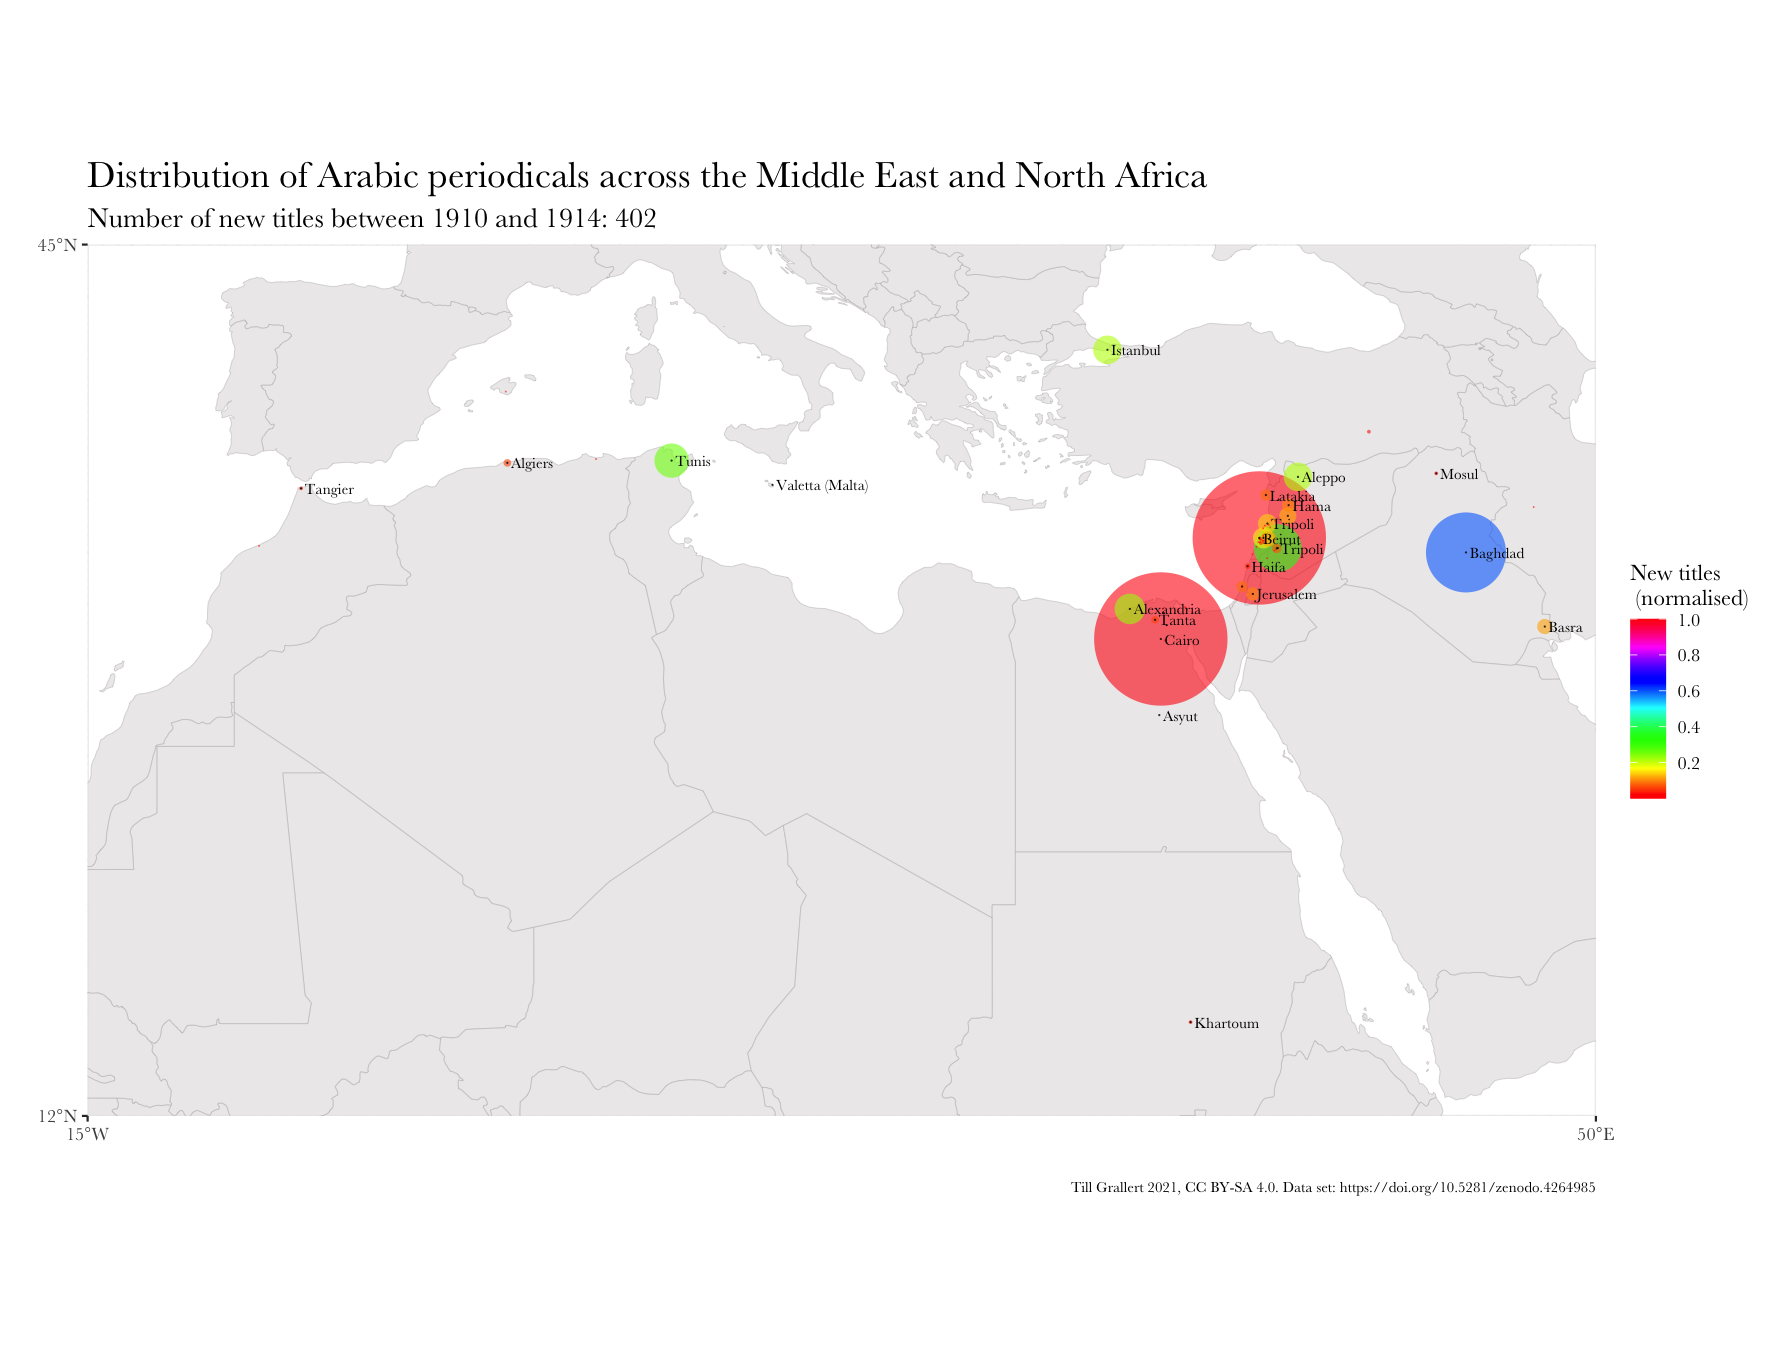 Distribution of Arabic periodicals across the Middle East and North Africa
Number of new titles between 1910 and 1914: 402
45°N
Istanbul
Algiers
Tunis
Tangier
Valetta (Malta)
Aleppo
Mosul
Latakia
Hama
Tripoli
Beirut
Tripoli
Baghdad
Haifa
Jerusalem
Alexandria
Tanta
Cairo
Basra
Asyut
Khartoum
New titles
(normalised)
1.0
0.8
0.6
0.4
0.2
12°N
15°W
50°E
Till Grallert 2021, CC BY-SA 4.0. Data set: https://doi.org/10.5281/zenodo.4264985